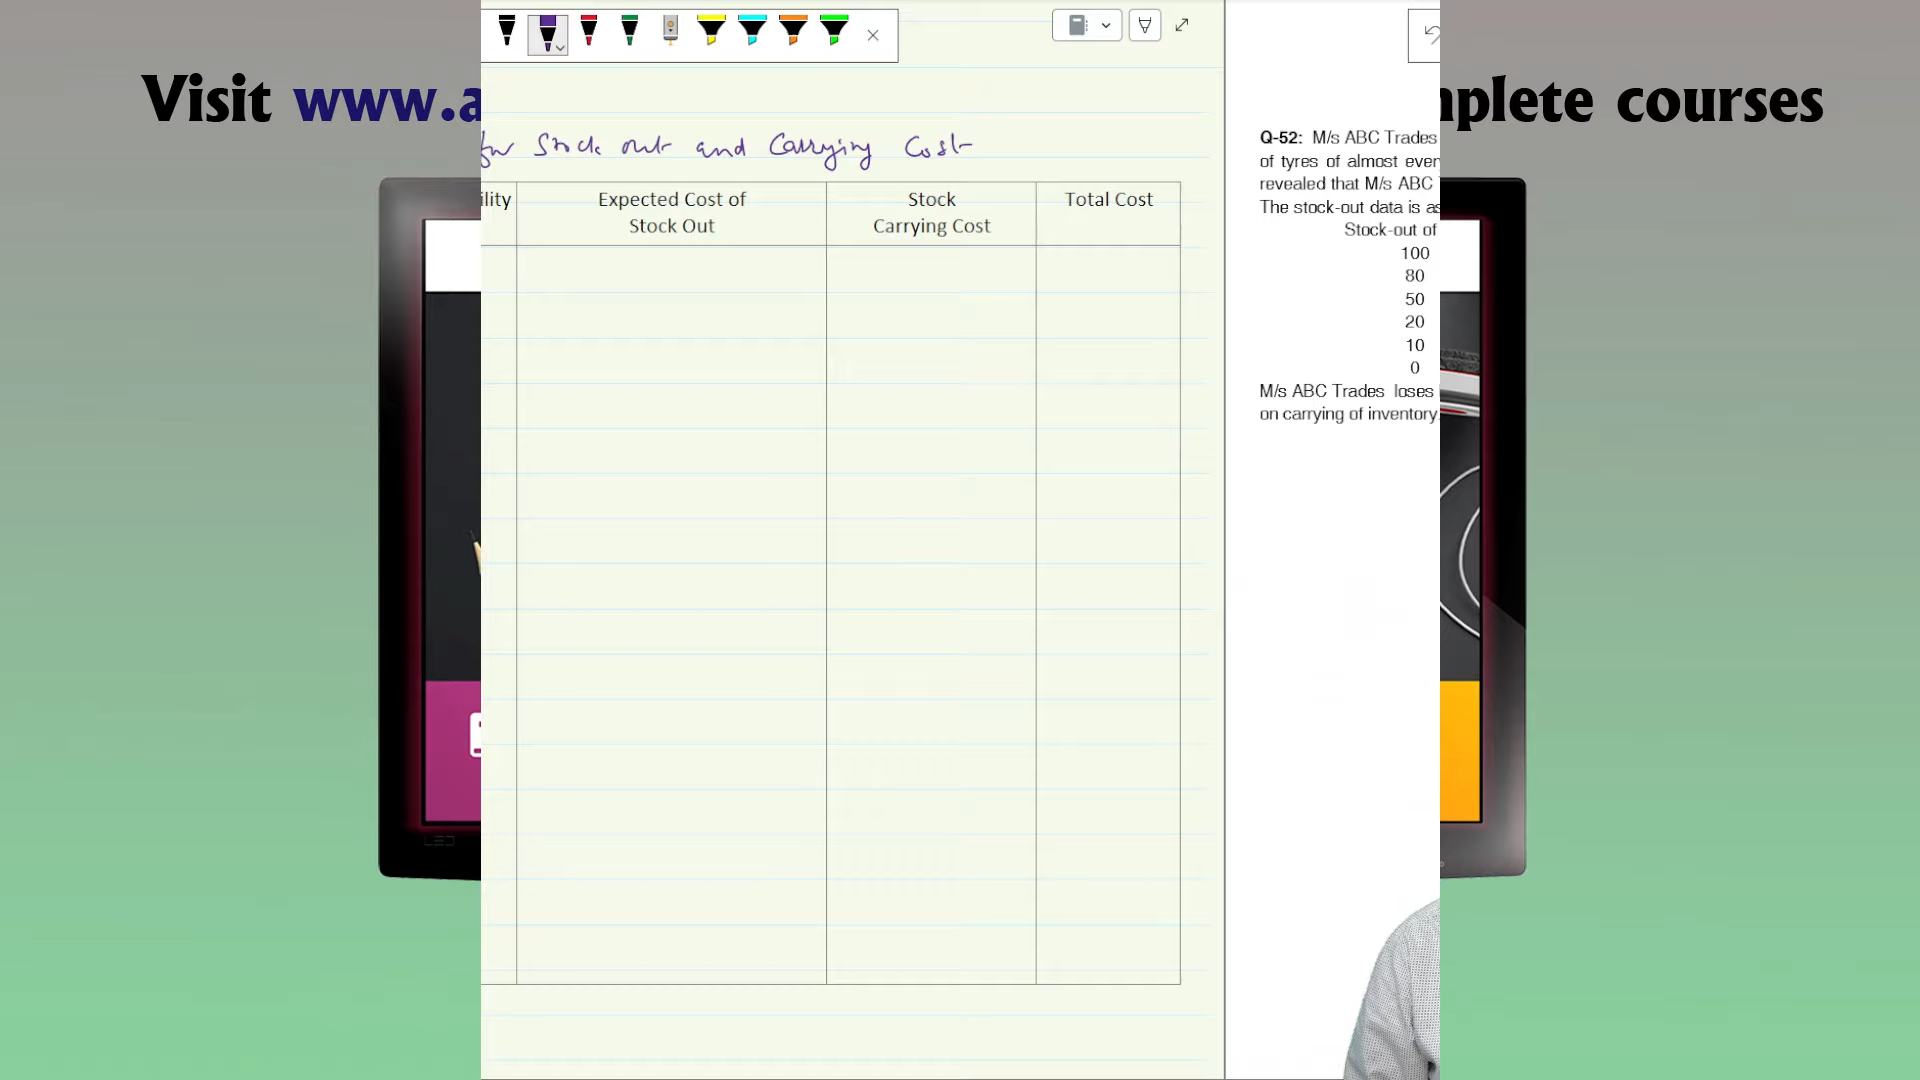 Visit www.a
mplete courses
for Stock out and Carrying Cost
ility
Expected Cost of
Stock Out
Stock
Carrying Cost
Total Cost
Q-52: M/s ABC Trades
of tyres of almost ever
revealed that M/s ABC
The stock-out data is as
Stock-out of
100
80
50
20
10
0
M/s ABC Trades loses
on carrying of inventory